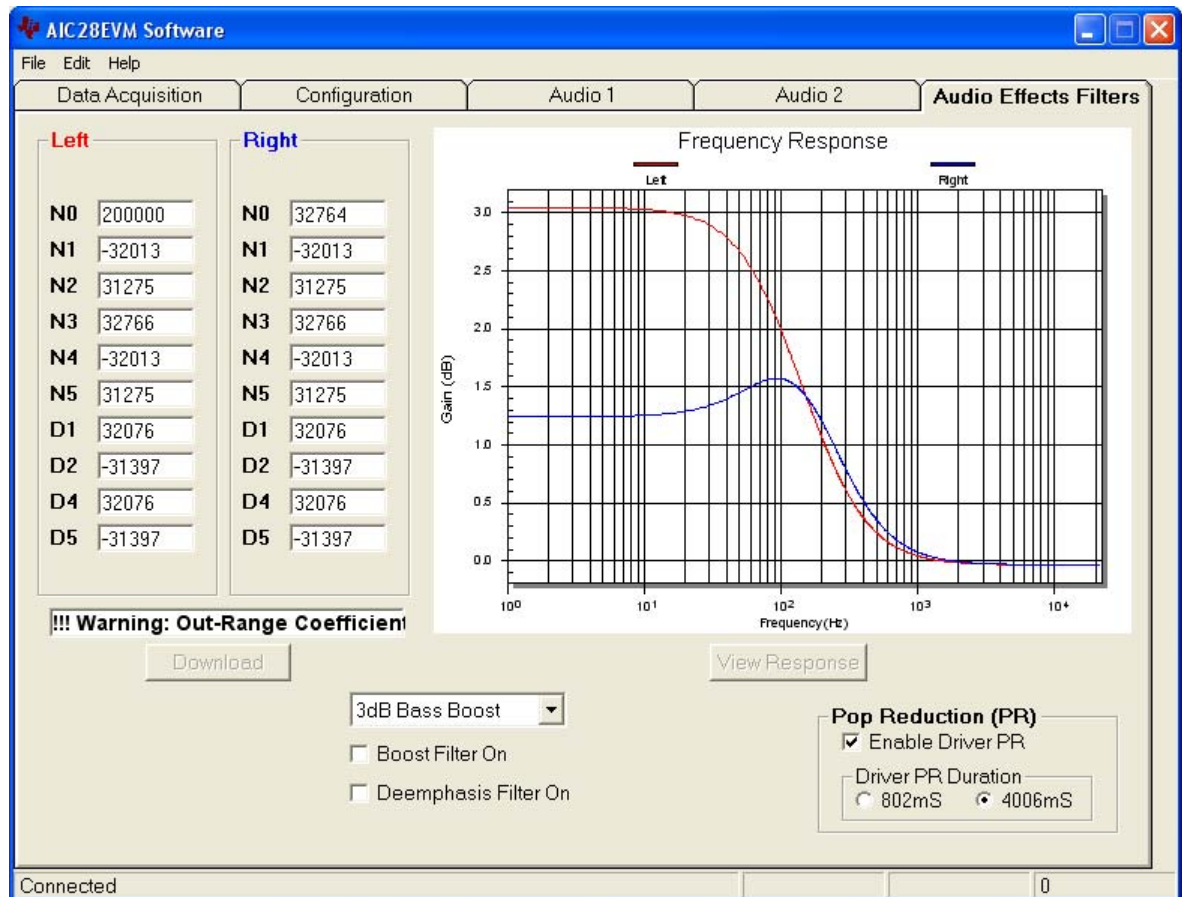 AIC28EVM Software
File Edit Help
Data Acquisition Configuration Audio 1 Audio 2 Audio Effects Filters
Left
N0 200000
N1 -32013
N2 31275
N3 32766
N4 -32013
N5 31275
D1 32076
D2 -31397
D4 32076
D5 -31397
Right
N0 32764
N1 -32013
N2 31275
N3 32766
N4 -32013
N5 31275
D1 32076
D2 -31397
D4 32076
D5 -31397
Frequency Response
Left Right
Gain (dB)
3.0
2.5
2.0
1.5
1.0
0.5
0.0
10⁰ 10¹ 10² 10³ 10⁴
Frequency(Hz)
!!! Warning: Out-Range Coefficient
Download
View Response
3dB Bass Boost
Boost Filter On
Deemphasis Filter On
Pop Reduction (PR)
Enable Driver PR
Driver PR Duration
802mS 4006mS
Connected
0